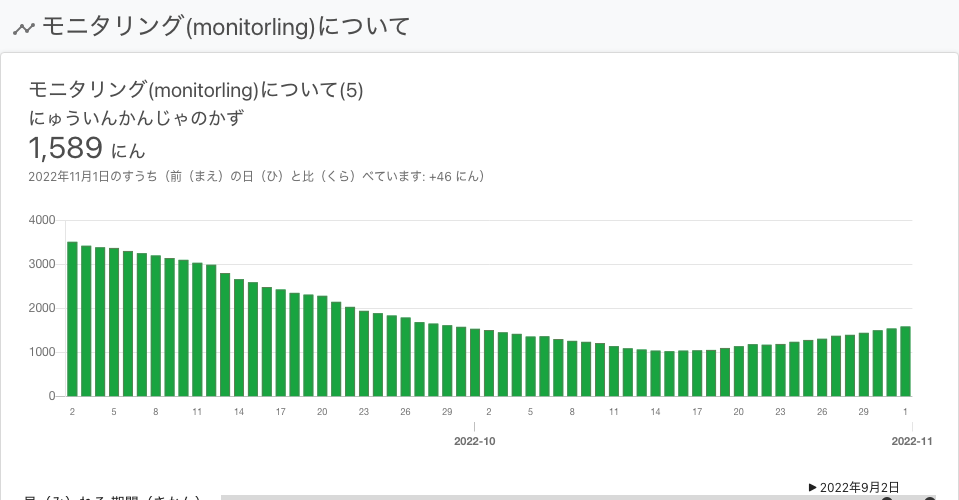 モニタリング(monitorling)について
モニタリング(monitorling)について(5)
にゅういんかんじゃのかず
1,589 にん
2022年11月1日のすうち（前（まえ）の日（ひ）と比（くら）べています: +46 にん）
4000
3000
2000
1000
0
2 5 8 11 14 17 20 23 26 29 2 5 8 11 14 17 20 23 26 29 1
2022-10 2022-11
▶2022年9月2日